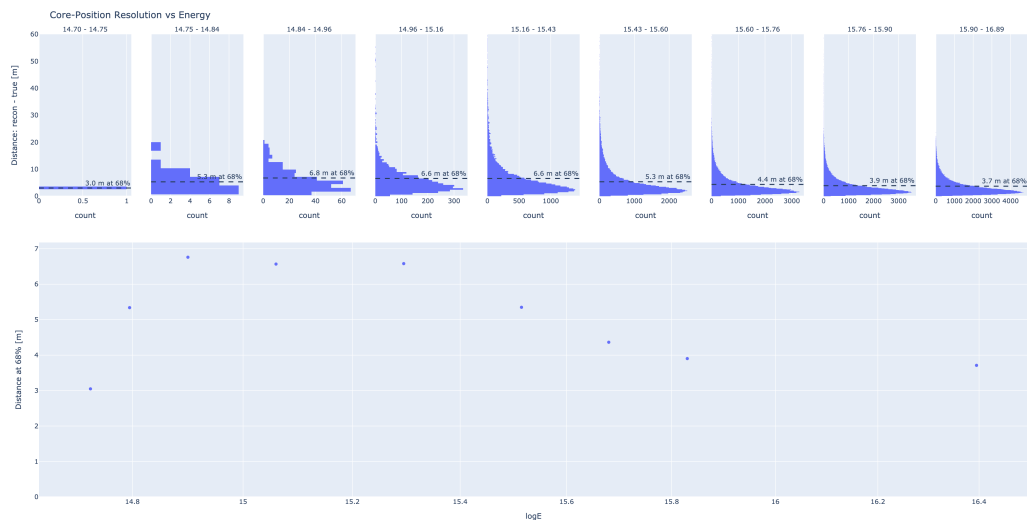 Core-Position Resolution vs Energy
14.70 - 14.75 14.75 - 14.84 14.84 - 14.96 14.96 - 15.16 15.16 - 15.43 15.43 - 15.60 15.60 - 15.76 15.76 - 15.90 15.90 - 16.89
Distance: recon - true [m]
60
50
40
30
20
10
0
3.0 m at 68% 5.3 m at 68% 6.8 m at 68% 6.6 m at 68% 6.6 m at 68% 5.3 m at 68% 4.4 m at 68% 3.9 m at 68% 3.7 m at 68%
0.5 1 0 2 4 6 8 0 20 40 60 0 100 200 300 0 500 1000 0 1000 2000 0 1000 2000 3000 0 1000 2000 3000 0 1000 2000 3000 4000
count count count count count count count count count
Distance at 68% [m]
7
6
5
4
3
2
1
0
14.8 15 15.2 15.4 15.6 15.8 16 16.2 16.4
logE